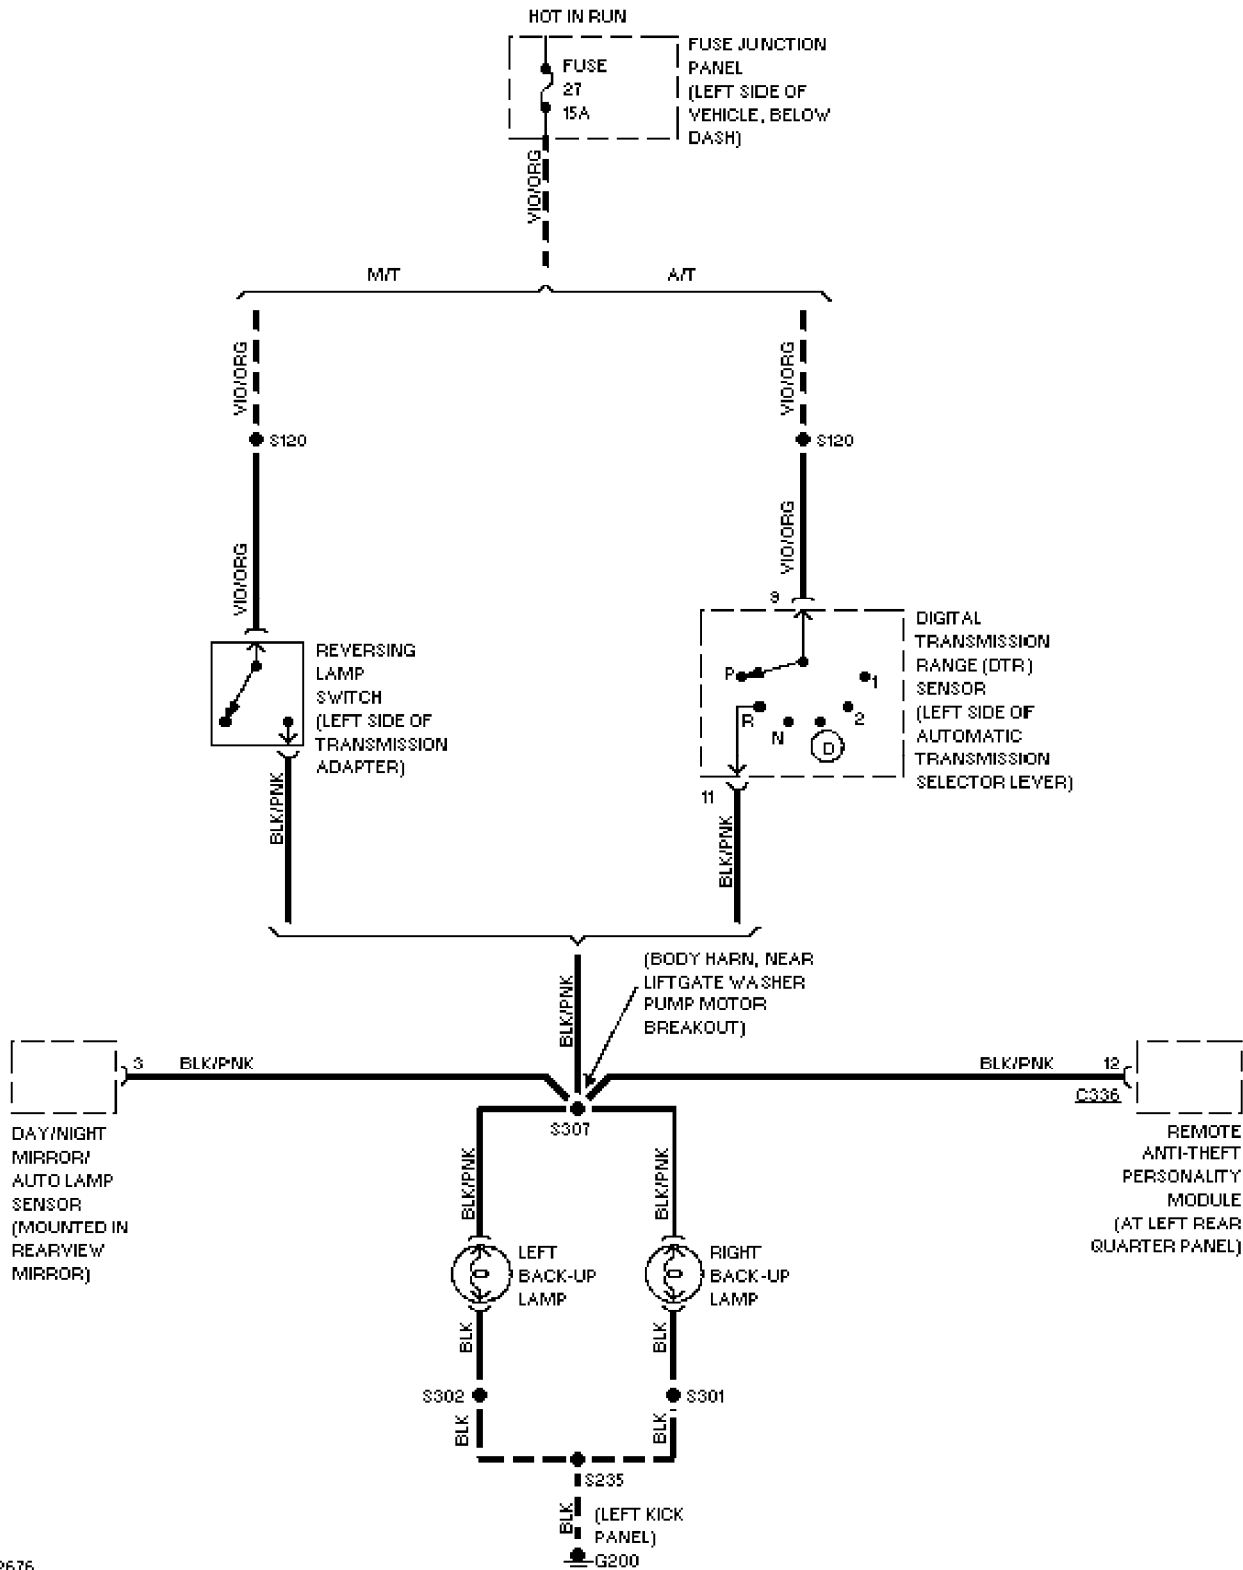 HOT IN RUN
FUSE
27
15A
FUSE JUNCTION
PANEL
(LEFT SIDE OF
VEHICLE, BELOW
DASH)
VIO/ORG
M/T
A/T
VIO/ORG
VIO/ORG
S120
S120
VIO/ORG
VIO/ORG
9
REVERSING
LAMP
SWITCH
(LEFT SIDE OF
TRANSMISSION
ADAPTER)
P
R
N
D
2
1
DIGITAL
TRANSMISSION
RANGE (DTR)
SENSOR
(LEFT SIDE OF
AUTOMATIC
TRANSMISSION
SELECTOR LEVER)
11
BLK/PNK
BLK/PNK
BLK/PNK
(BODY HARN, NEAR
LIFTGATE WASHER
PUMP MOTOR
BREAKOUT)
3
BLK/PNK
BLK/PNK
12
C336
S307
DAY/NIGHT
MIRROR/
AUTO LAMP
SENSOR
(MOUNTED IN
REARVIEW
MIRROR)
REMOTE
ANTI-THEFT
PERSONALITY
MODULE
(AT LEFT REAR
QUARTER PANEL)
BLK/PNK
BLK/PNK
LEFT
BACK-UP
LAMP
RIGHT
BACK-UP
LAMP
BLK
BLK
S302
S301
BLK
BLK
S235
BLK
(LEFT KICK
PANEL)
G200